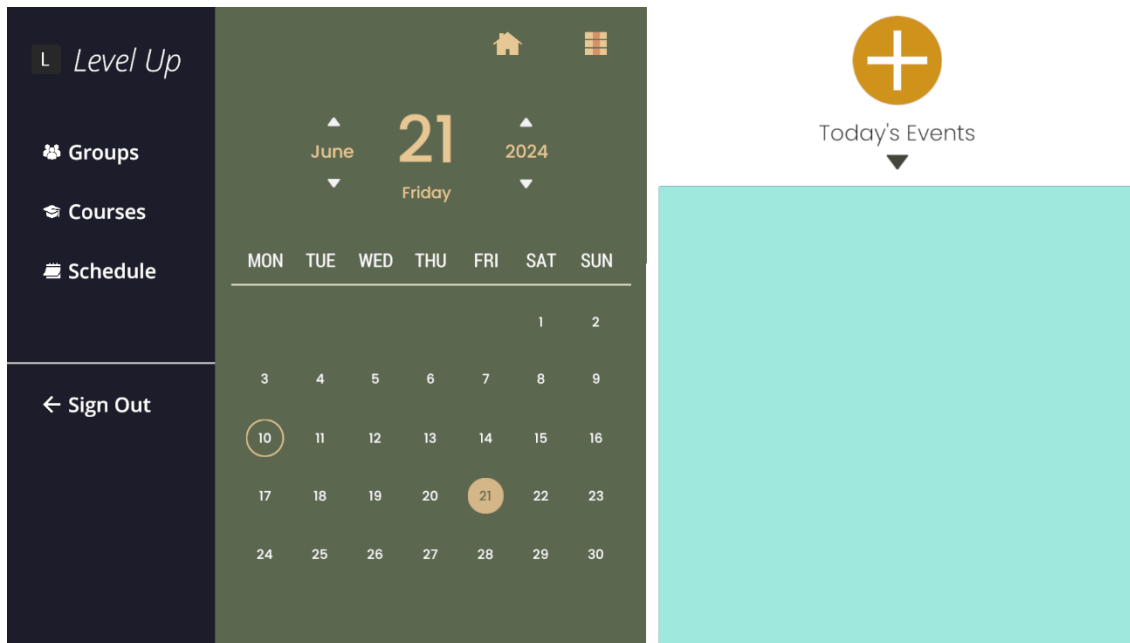 L Level Up
Groups
Courses
Schedule
Sign Out
June 21 2024
Friday
MON TUE WED THU FRI SAT SUN
1 2
3 4 5 6 7 8 9
10 11 12 13 14 15 16
17 18 19 20 21 22 23
24 25 26 27 28 29 30
Today's Events